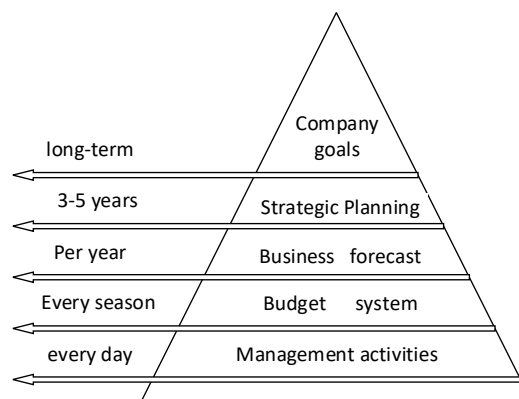 Company
goals
long-term
3-5 years
Strategic Planning
Per year
Business forecast
Every season
Budget system
every day
Management activities